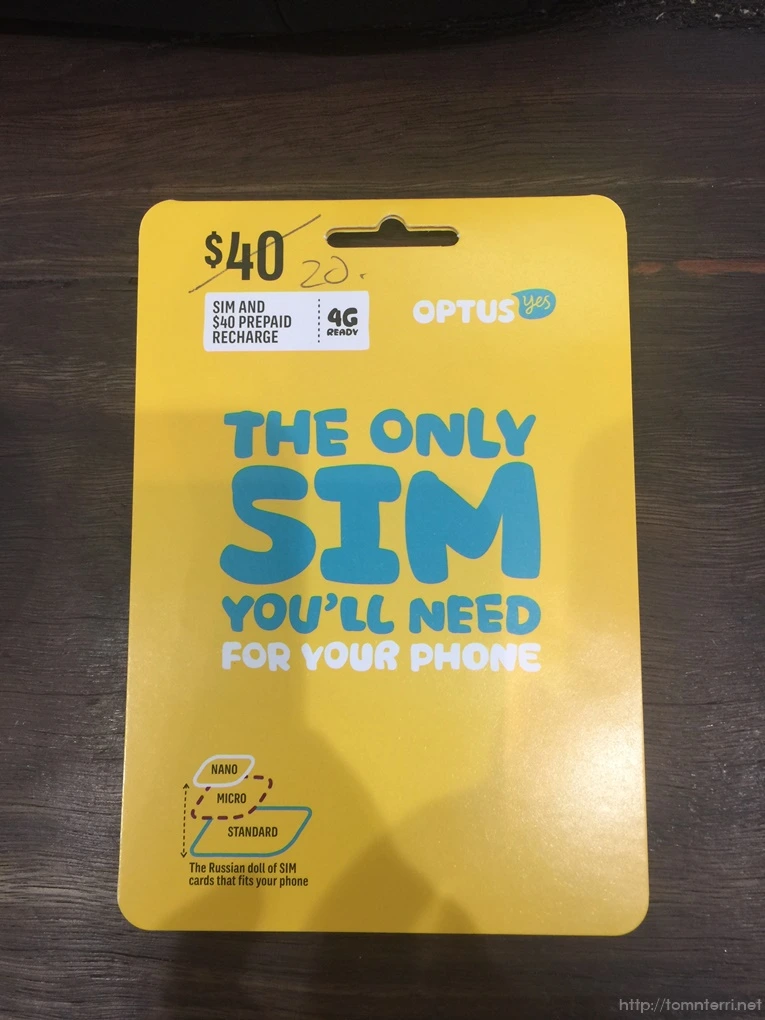 $40
20.
SIM AND
$40 PREPAID
RECHARGE
4G
READY
OPTUS yes
THE ONLY
SIM
YOU'LL NEED
FOR YOUR PHONE
NANO
MICRO
STANDARD
The Russian doll of SIM
cards that fits your phone
http://tomnterri.net